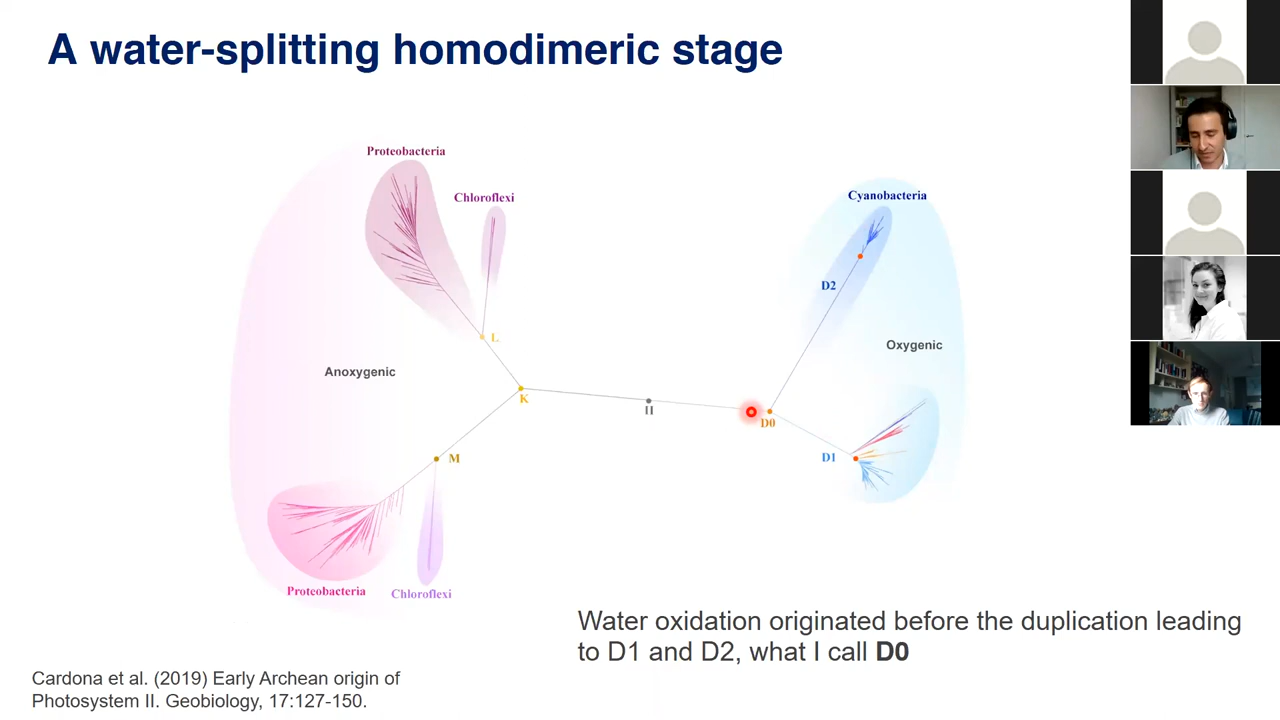 A water-splitting homodimeric stage
Proteobacteria
Chloroflexi
Cyanobacteria
D2
L
Oxygenic
Anoxygenic
K
II
D0
M
D1
Proteobacteria
Chloroflexi
Water oxidation originated before the duplication leading
to D1 and D2, what I call D0
Cardona et al. (2019) Early Archean origin of
Photosystem II. Geobiology, 17:127-150.